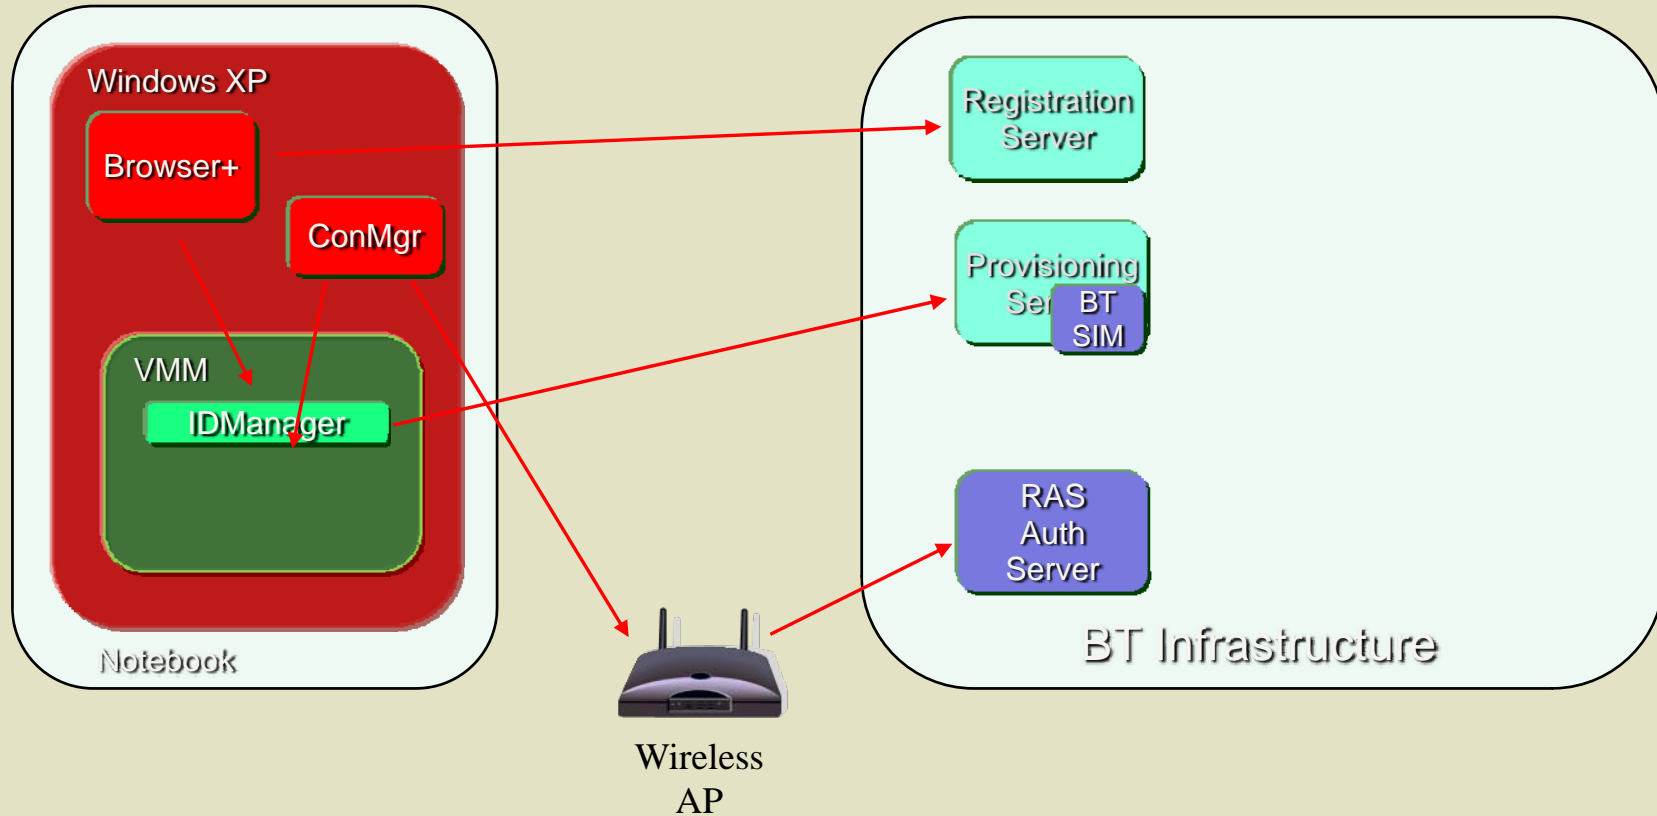 Windows XP
Browser+
ConMgr
VMM
IDManager
Notebook
Wireless
AP
Registration
Server
Provisioning
Ser
BT
SIM
RAS
Auth
Server
BT Infrastructure